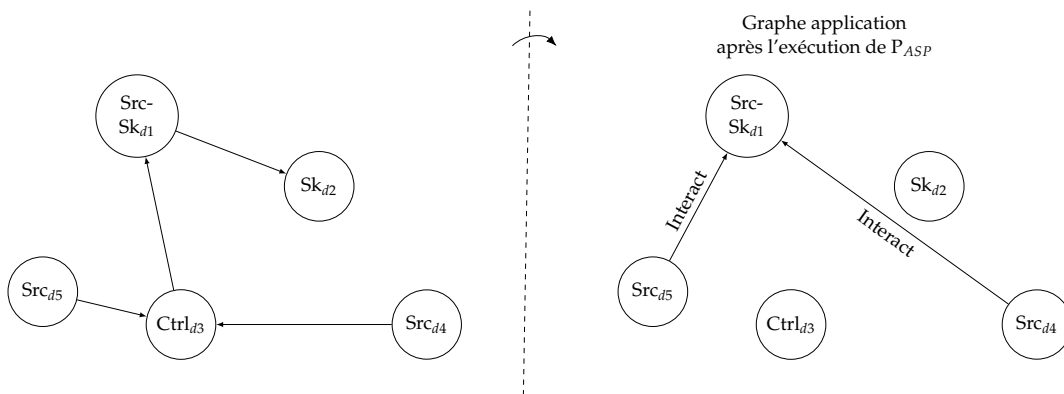 Graphe application
après l'exécution de P_ASP
Src-
Sk_d1
Sk_d2
Src_d5
Ctrl_d3
Src_d4
Src-
Sk_d1
Sk_d2
Interact
Interact
Src_d5
Ctrl_d3
Src_d4